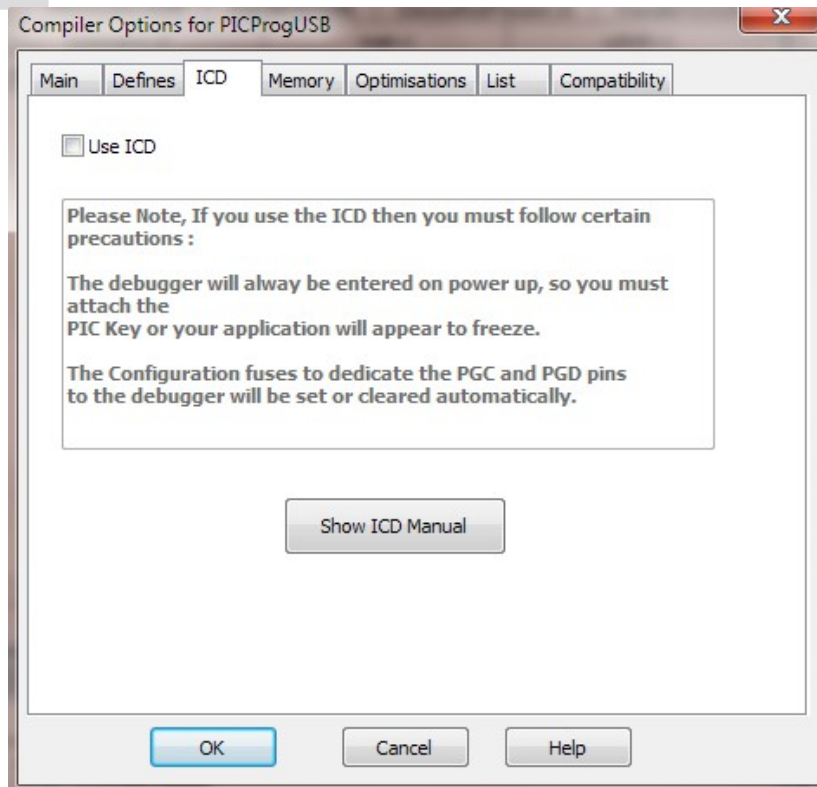 Compiler Options for PICProgUSB
X
Main Defines ICD Memory Optimisations List Compatibility
Use ICD
Please Note, If you use the ICD then you must follow certain
precautions :
The debugger will alway be entered on power up, so you must
attach the
PIC Key or your application will appear to freeze.
The Configuration fuses to dedicate the PGC and PGD pins
to the debugger will be set or cleared automatically.
Show ICD Manual
OK Cancel Help